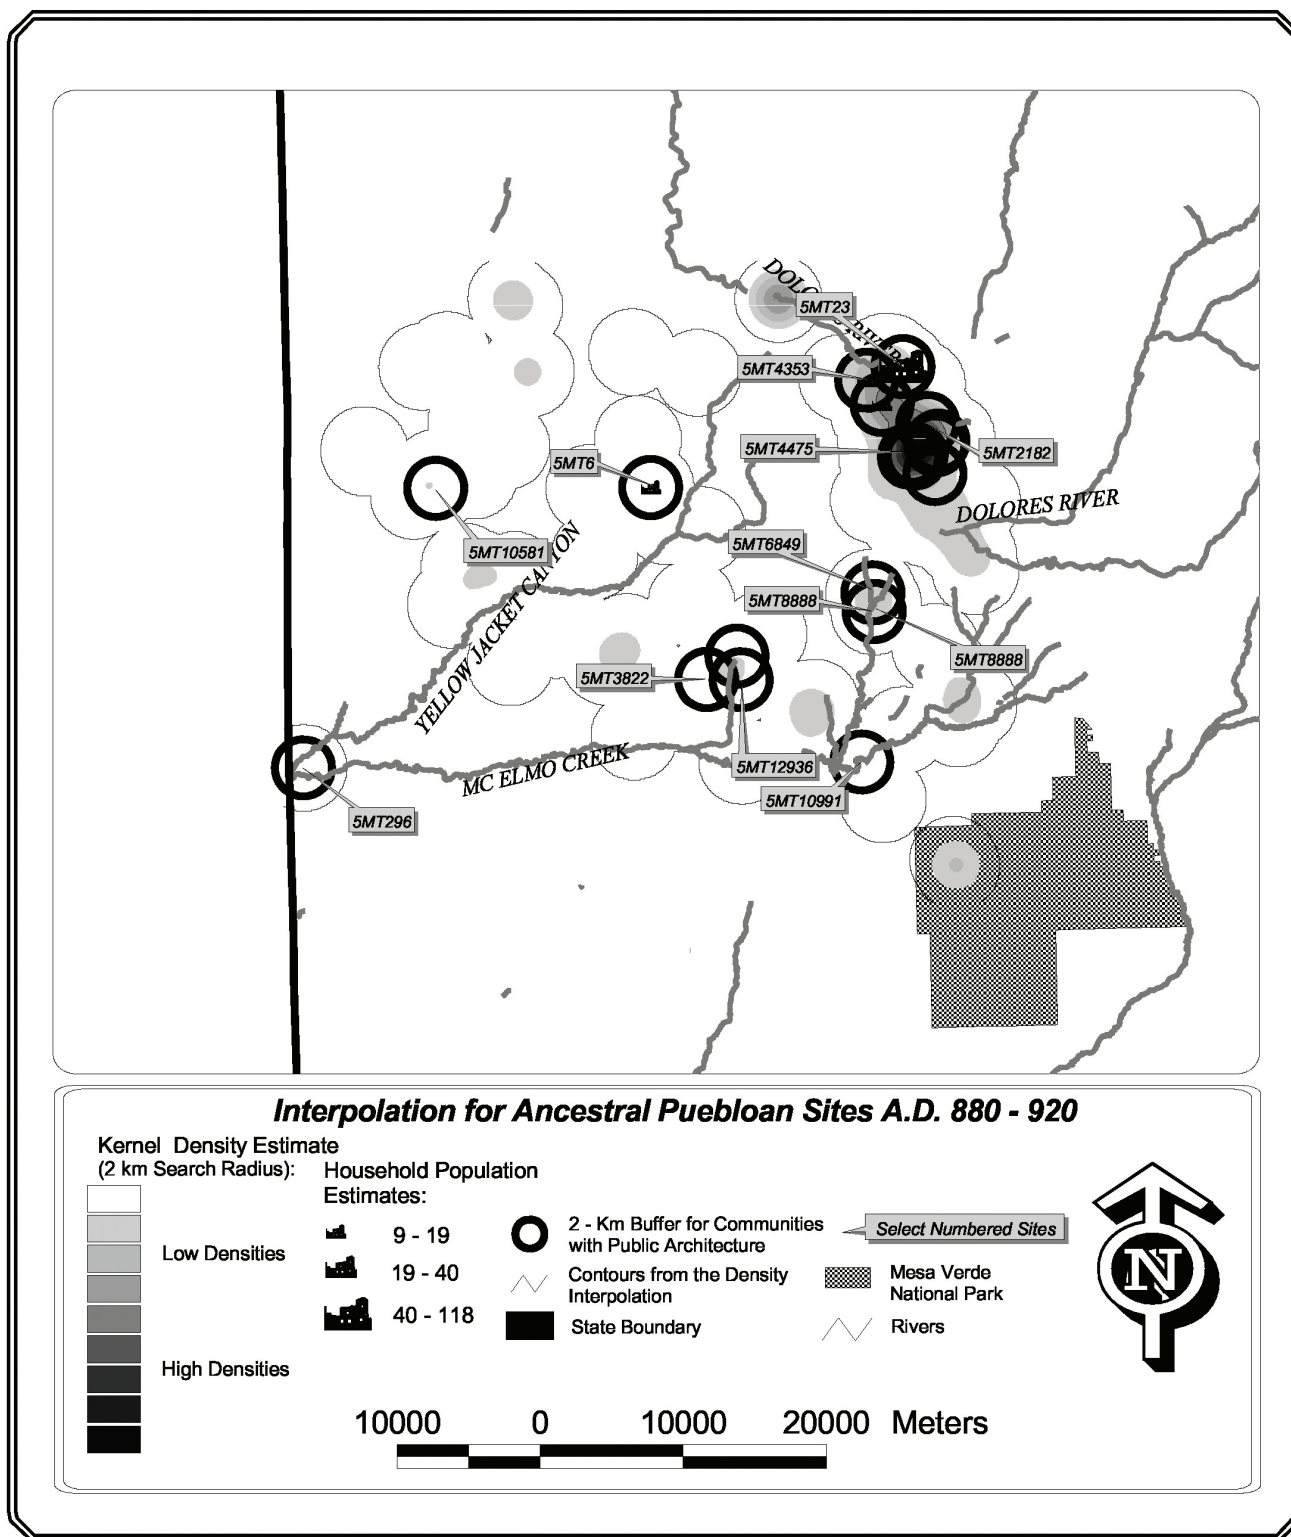 DOLORES RIVER
5MT23
5MT4353
5MT4475
5MT2182
5MT6
DOLORES RIVER
5MT10581
5MT6849
5MT8888
5MT8888
YELLOW JACKET CANYON
5MT3822
MC ELMO CREEK
5MT12936
5MT10991
5MT296
Interpolation for Ancestral Puebloan Sites A.D. 880 - 920
Kernel Density Estimate
(2 km Search Radius):
Low Densities
High Densities
Household Population
Estimates:
9 - 19
19 - 40
40 - 118
2 - Km Buffer for Communities
with Public Architecture
Contours from the Density
Interpolation
State Boundary
Select Numbered Sites
Mesa Verde
National Park
Rivers
N
10000 0 10000 20000 Meters